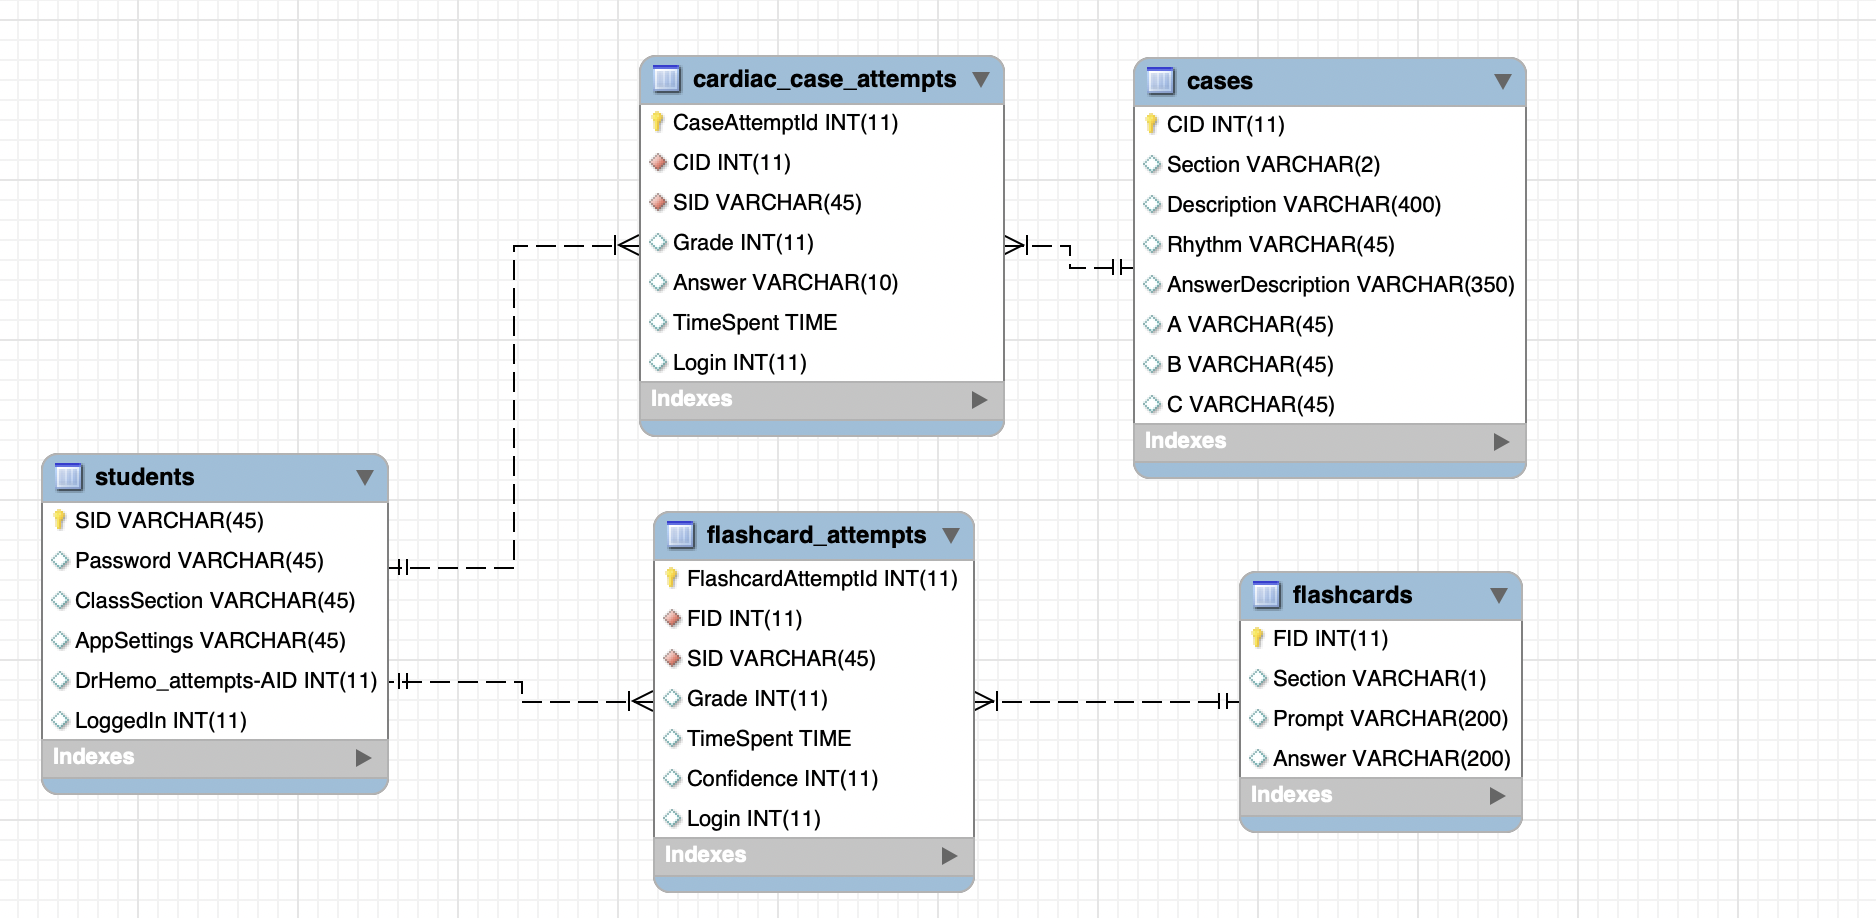 cardiac_case_attempts
CaseAttemptId INT(11)
CID INT(11)
SID VARCHAR(45)
Grade INT(11)
Answer VARCHAR(10)
TimeSpent TIME
Login INT(11)
Indexes
cases
CID INT(11)
Section VARCHAR(2)
Description VARCHAR(400)
Rhythm VARCHAR(45)
AnswerDescription VARCHAR(350)
A VARCHAR(45)
B VARCHAR(45)
C VARCHAR(45)
Indexes
students
SID VARCHAR(45)
Password VARCHAR(45)
ClassSection VARCHAR(45)
AppSettings VARCHAR(45)
DrHemo_attempts-AID INT(11)
LoggedIn INT(11)
Indexes
flashcard_attempts
FlashcardAttemptId INT(11)
FID INT(11)
SID VARCHAR(45)
Grade INT(11)
TimeSpent TIME
Confidence INT(11)
Login INT(11)
Indexes
flashcards
FID INT(11)
Section VARCHAR(1)
Prompt VARCHAR(200)
Answer VARCHAR(200)
Indexes